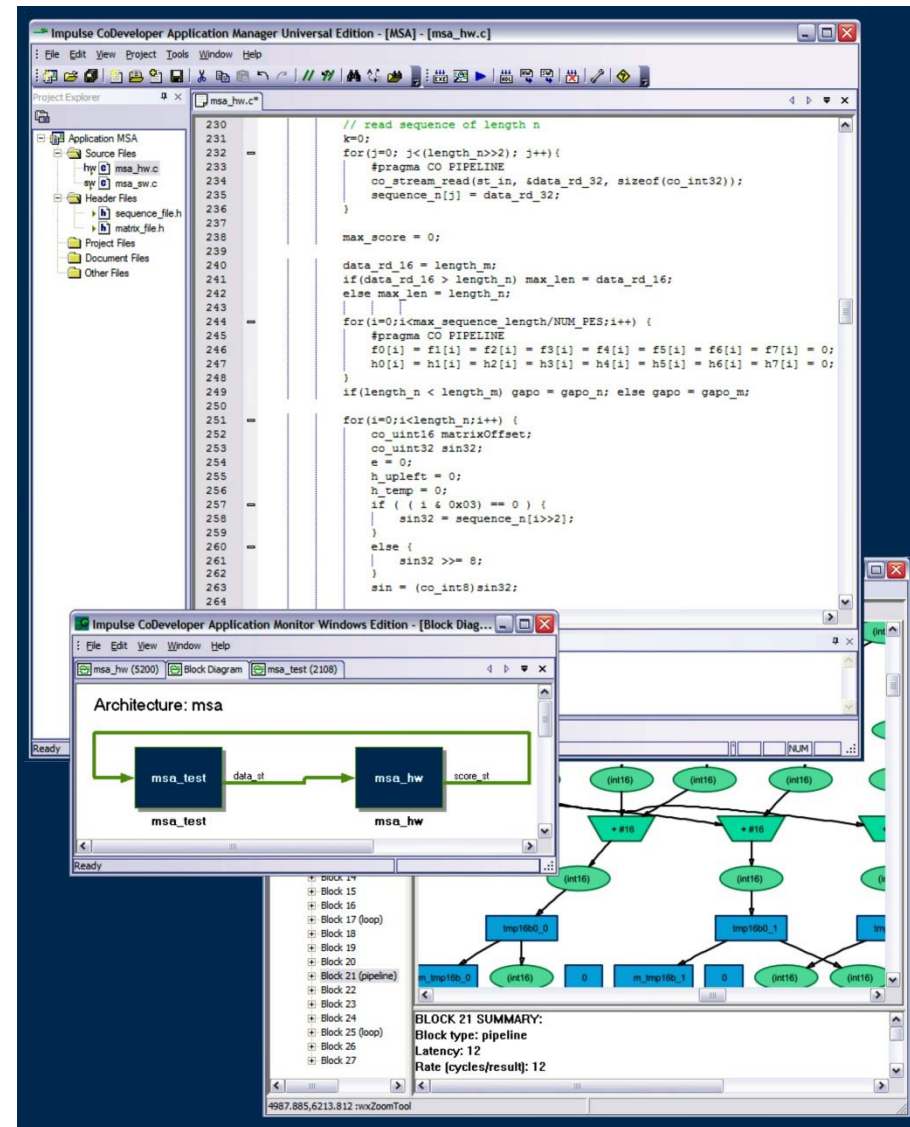 Impulse CoDeveloper Application Manager Universal Edition - [MSA] - [msa_hw.c]
File Edit View Project Tools Window Help
Project Explorer
msa_hw.c*
Application MSA
Source Files
hw msa_hw.c
sw msa_sw.c
Header Files
sequence_file.h
matrix_file.h
Project Files
Document Files
Other Files
230 // read sequence of length n
231 k=0;
232 for(j=0; j<(length_n>>2); j++){
233 #pragma CO PIPELINE
234 co_stream_read(st_in, &data_rd_32, sizeof(co_int32));
235 sequence_n[j] = data_rd_32;
236 }
237
238 max_score = 0;
239
240 data_rd_16 = length_m;
241 if(data_rd_16 > length_n) max_len = data_rd_16;
242 else max_len = length_n;
243
244 for(i=0;i<max_sequence_length/NUM_PES;i++) {
245 #pragma CO PIPELINE
246 f0[i] = f1[i] = f2[i] = f3[i] = f4[i] = f5[i] = f6[i] = f7[i] = 0;
247 h0[i] = h1[i] = h2[i] = h3[i] = h4[i] = h5[i] = h6[i] = h7[i] = 0;
248 }
249 if(length_n < length_m) gapo = gapo_n; else gapo = gapo_m;
250
251 for(i=0;i<length_n;i++) {
252 co_uint16 matrixOffset;
253 co_uint32 sin32;
254 e = 0;
255 h_upleft = 0;
256 h_temp = 0;
257 if ( ( i & 0x03) == 0 ) {
258 sin32 = sequence_n[i>>2];
259 }
260 else {
261 sin32 >>= 8;
262 }
263 sin = (co_int8)sin32;
264
Ready
NUM
Impulse CoDeveloper Application Monitor Windows Edition - [Block Diag...
File Edit View Window Help
msa_hw (5200) Block Diagram msa_test (2108)
Architecture: msa
msa_test data_st msa_hw score_st
msa_test msa_hw
Ready
(int16) (int16) (int16) (int16)
+ #16 + #16
(int16) (int16)
tmp16b0_0 tmp16b0_1
m_tmp16b_0 (int16) 0 m_tmp16b_1 0 (int16) (int16)
Block 14
Block 15
Block 16
Block 17 (loop)
Block 18
Block 19
Block 20
Block 21 (pipeline)
Block 22
Block 23
Block 24
Block 25 (loop)
Block 26
Block 27
BLOCK 21 SUMMARY:
Block type: pipeline
Latency: 12
Rate (cycles/result): 12
4987.885,6213.812 :wxZoomTool